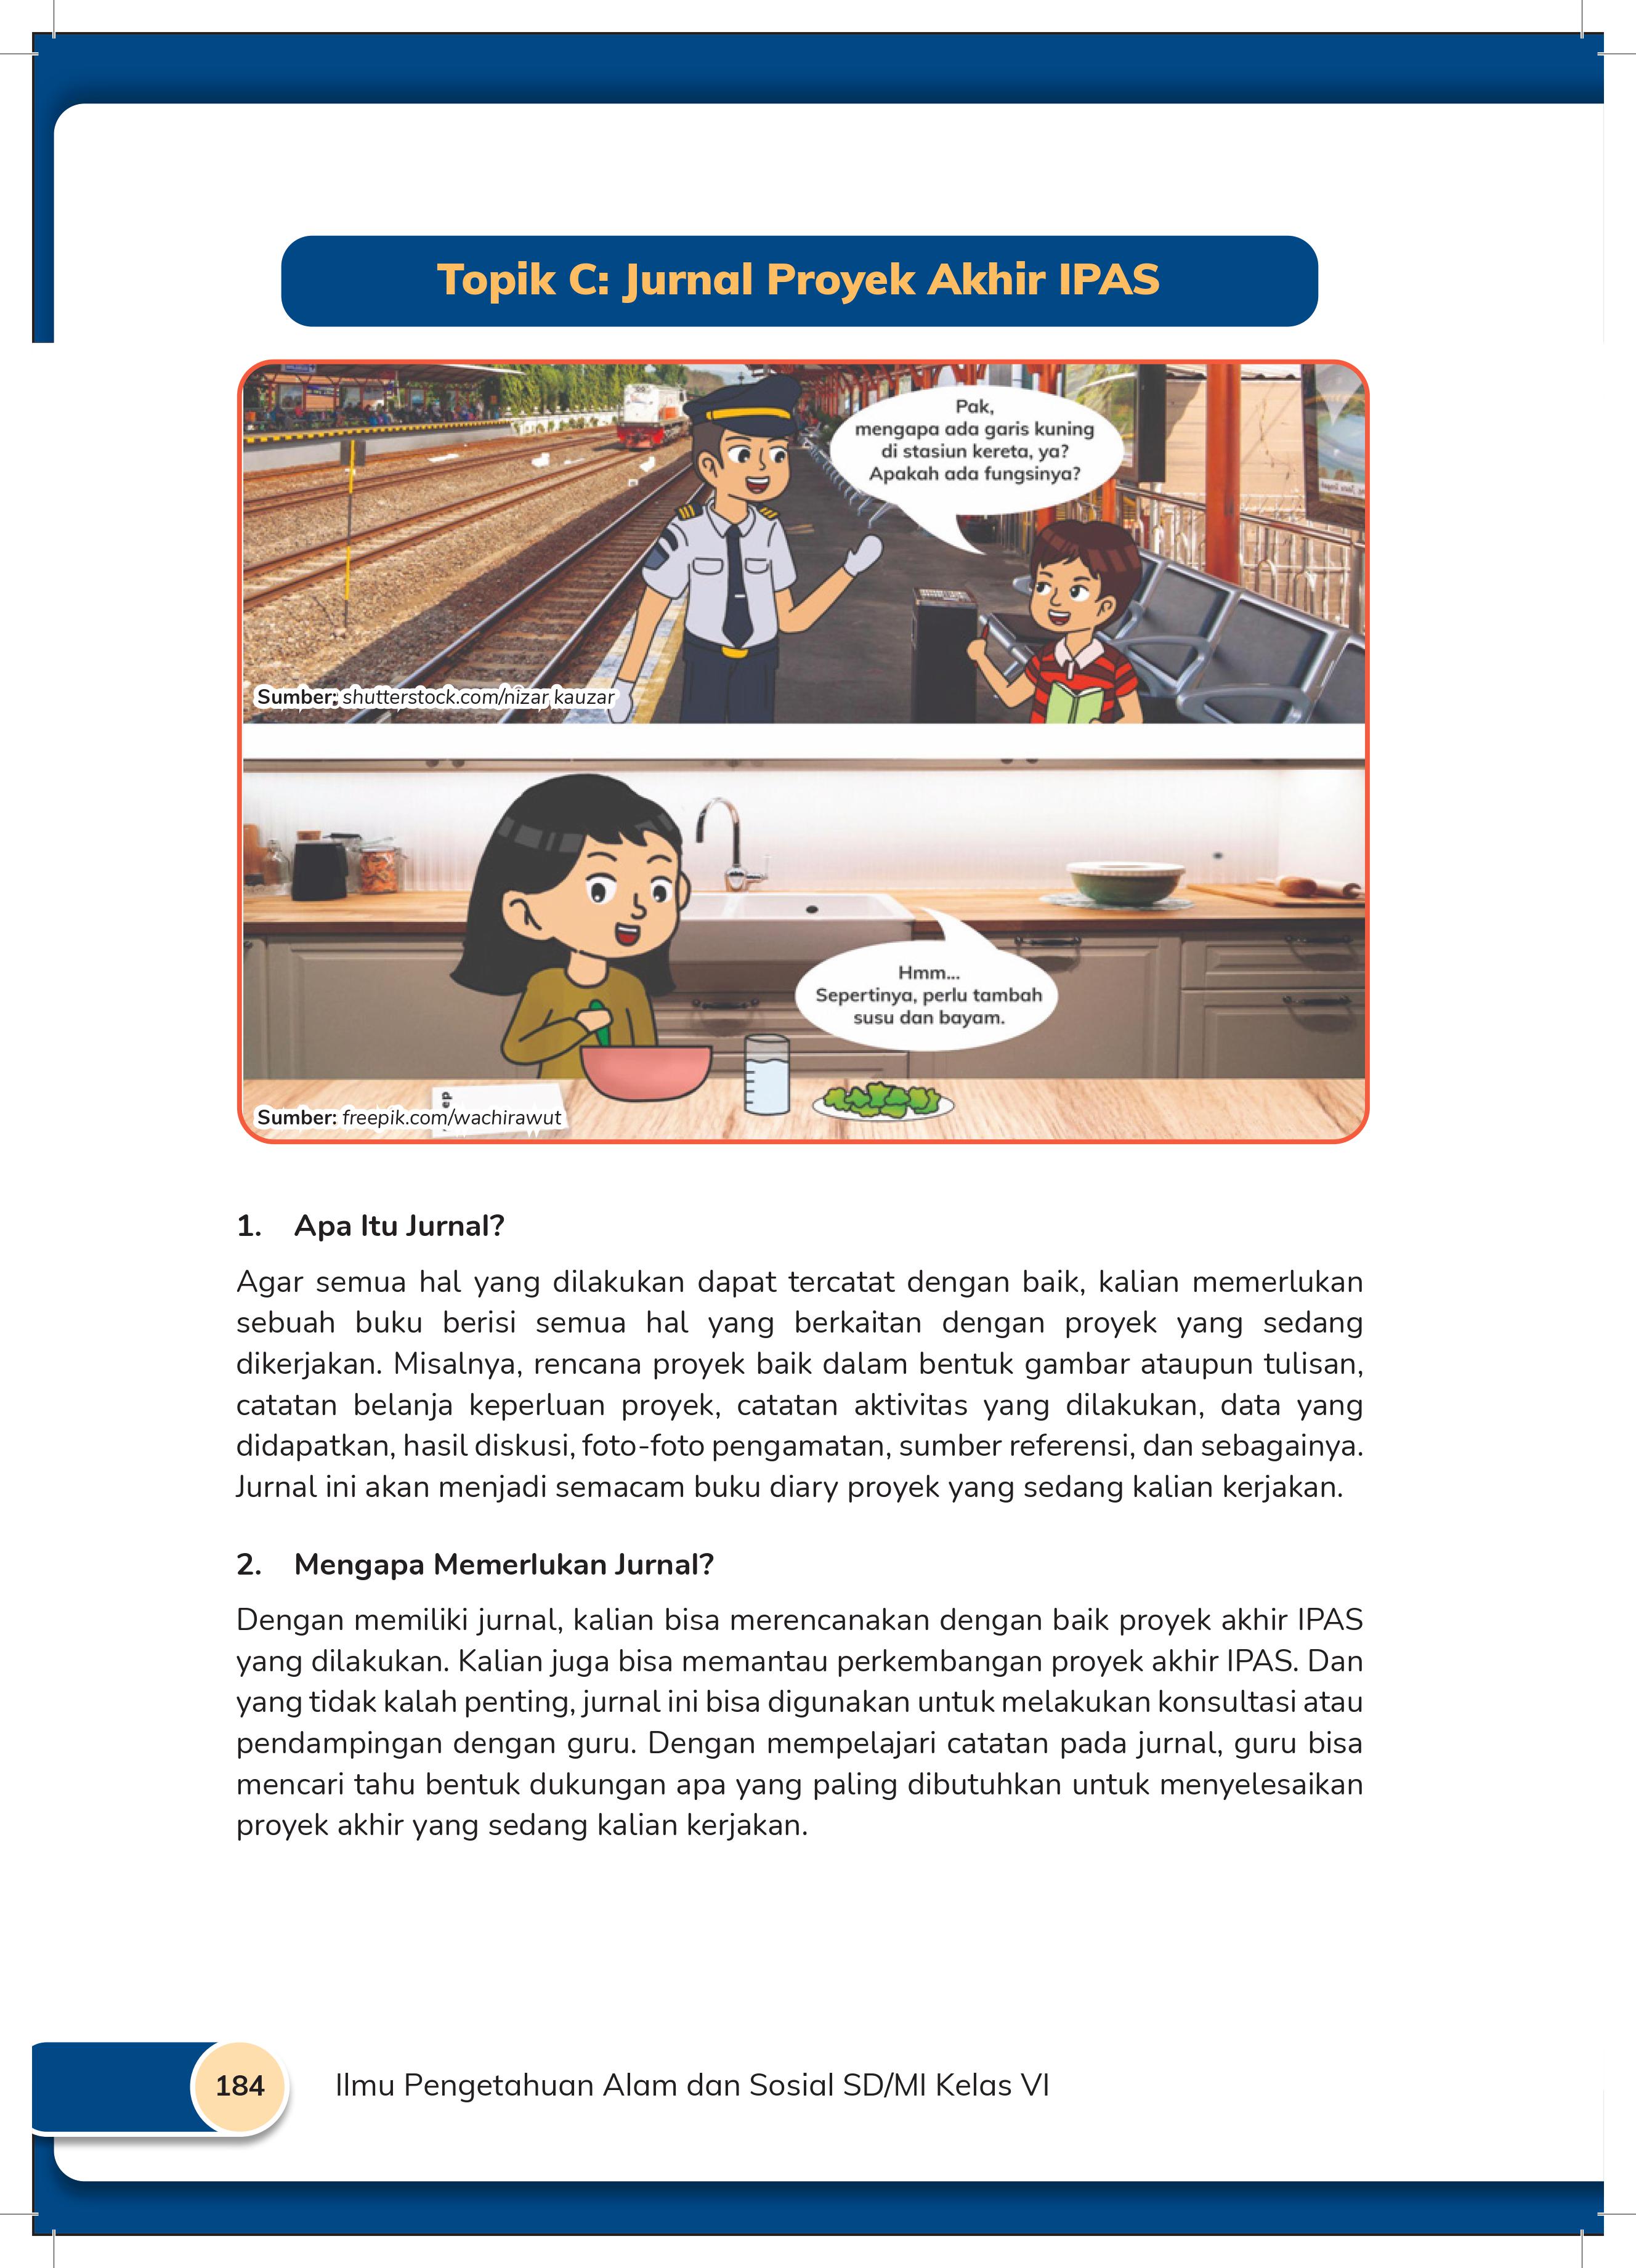 Topik C: Jurnal Proyek Akhir IPAS
Pak,
mengapa ada garis kuning
di stasiun kereta, ya?
Apakah ada fungsinya?
Sumber: shutterstock.com/nizar kauzar
Hmm...
Sepertinya, perlu tambah
susu dan bayam.
Sumber: freepik.com/wachirawut
1. Apa Itu Jurnal?
Agar semua hal yang dilakukan dapat tercatat dengan baik, kalian memerlukan
sebuah buku berisi semua hal yang berkaitan dengan proyek yang sedang
dikerjakan. Misalnya, rencana proyek baik dalam bentuk gambar ataupun tulisan,
catatan belanja keperluan proyek, catatan aktivitas yang dilakukan, data yang
didapatkan, hasil diskusi, foto-foto pengamatan, sumber referensi, dan sebagainya.
Jurnal ini akan menjadi semacam buku diary proyek yang sedang kalian kerjakan.
2. Mengapa Memerlukan Jurnal?
Dengan memiliki jurnal, kalian bisa merencanakan dengan baik proyek akhir IPAS
yang dilakukan. Kalian juga bisa memantau perkembangan proyek akhir IPAS. Dan
yang tidak kalah penting, jurnal ini bisa digunakan untuk melakukan konsultasi atau
pendampingan dengan guru. Dengan mempelajari catatan pada jurnal, guru bisa
mencari tahu bentuk dukungan apa yang paling dibutuhkan untuk menyelesaikan
proyek akhir yang sedang kalian kerjakan.
184
Ilmu Pengetahuan Alam dan Sosial SD/MI Kelas VI